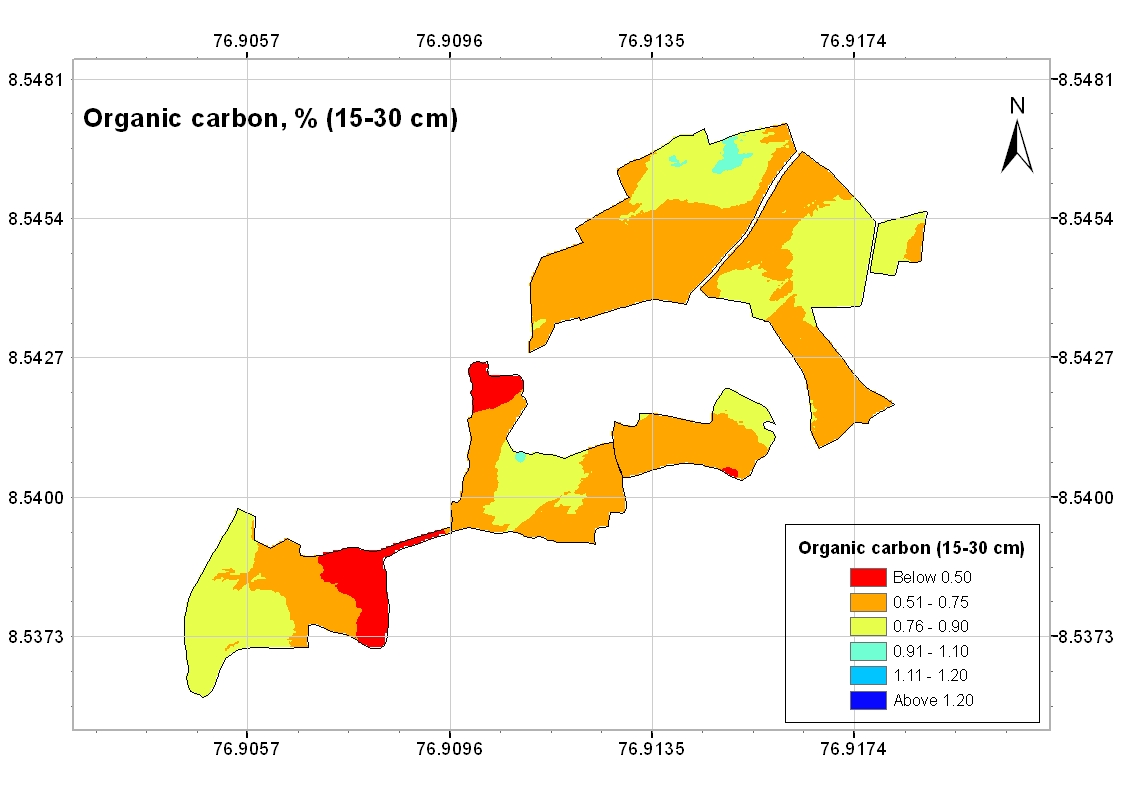 76.9057 76.9096 76.9135 76.9174
8.5481 8.5481
Organic carbon, % (15-30 cm)
N
8.5454 8.5454
8.5427 8.5427
8.5400 8.5400
Organic carbon (15-30 cm)
Below 0.50
0.51 - 0.75
0.76 - 0.90
8.5373 8.5373
0.91 - 1.10
1.11 - 1.20
Above 1.20
76.9057 76.9096 76.9135 76.9174